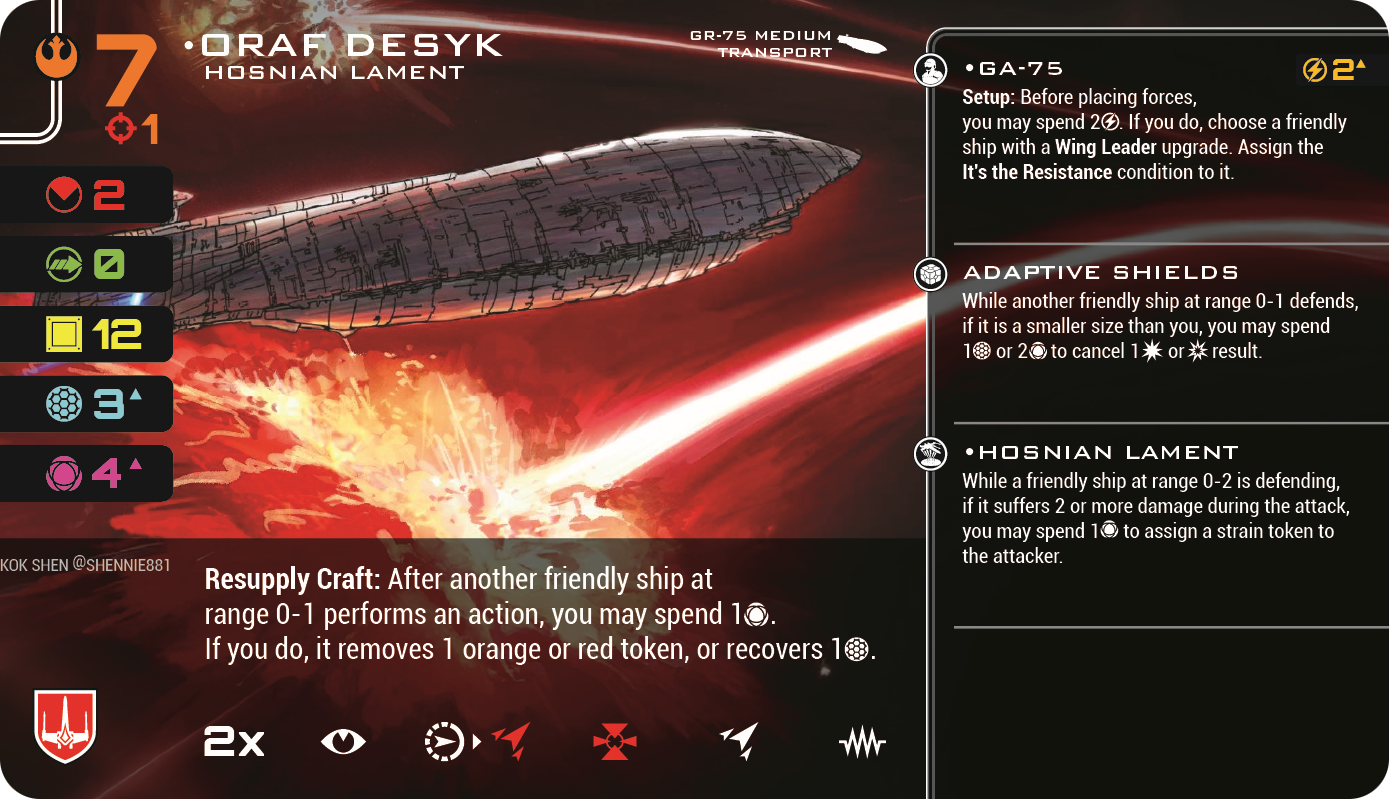 7
1
•ORAF DESYK
HOSNIAN LAMENT
GR-75 MEDIUM
TRANSPORT
2
0
12
3
4
KOK SHEN @SHENNIE881
Resupply Craft: After another friendly ship at
range 0-1 performs an action, you may spend 1.
If you do, it removes 1 orange or red token, or recovers 1.
2x
•GA-75
2
Setup: Before placing forces,
you may spend 2. If you do, choose a friendly
ship with a Wing Leader upgrade. Assign the
It's the Resistance condition to it.
ADAPTIVE SHIELDS
While another friendly ship at range 0-1 defends,
if it is a smaller size than you, you may spend
1 or 2 to cancel 1 or result.
•HOSNIAN LAMENT
While a friendly ship at range 0-2 is defending,
if it suffers 2 or more damage during the attack,
you may spend 1 to assign a strain token to
the attacker.